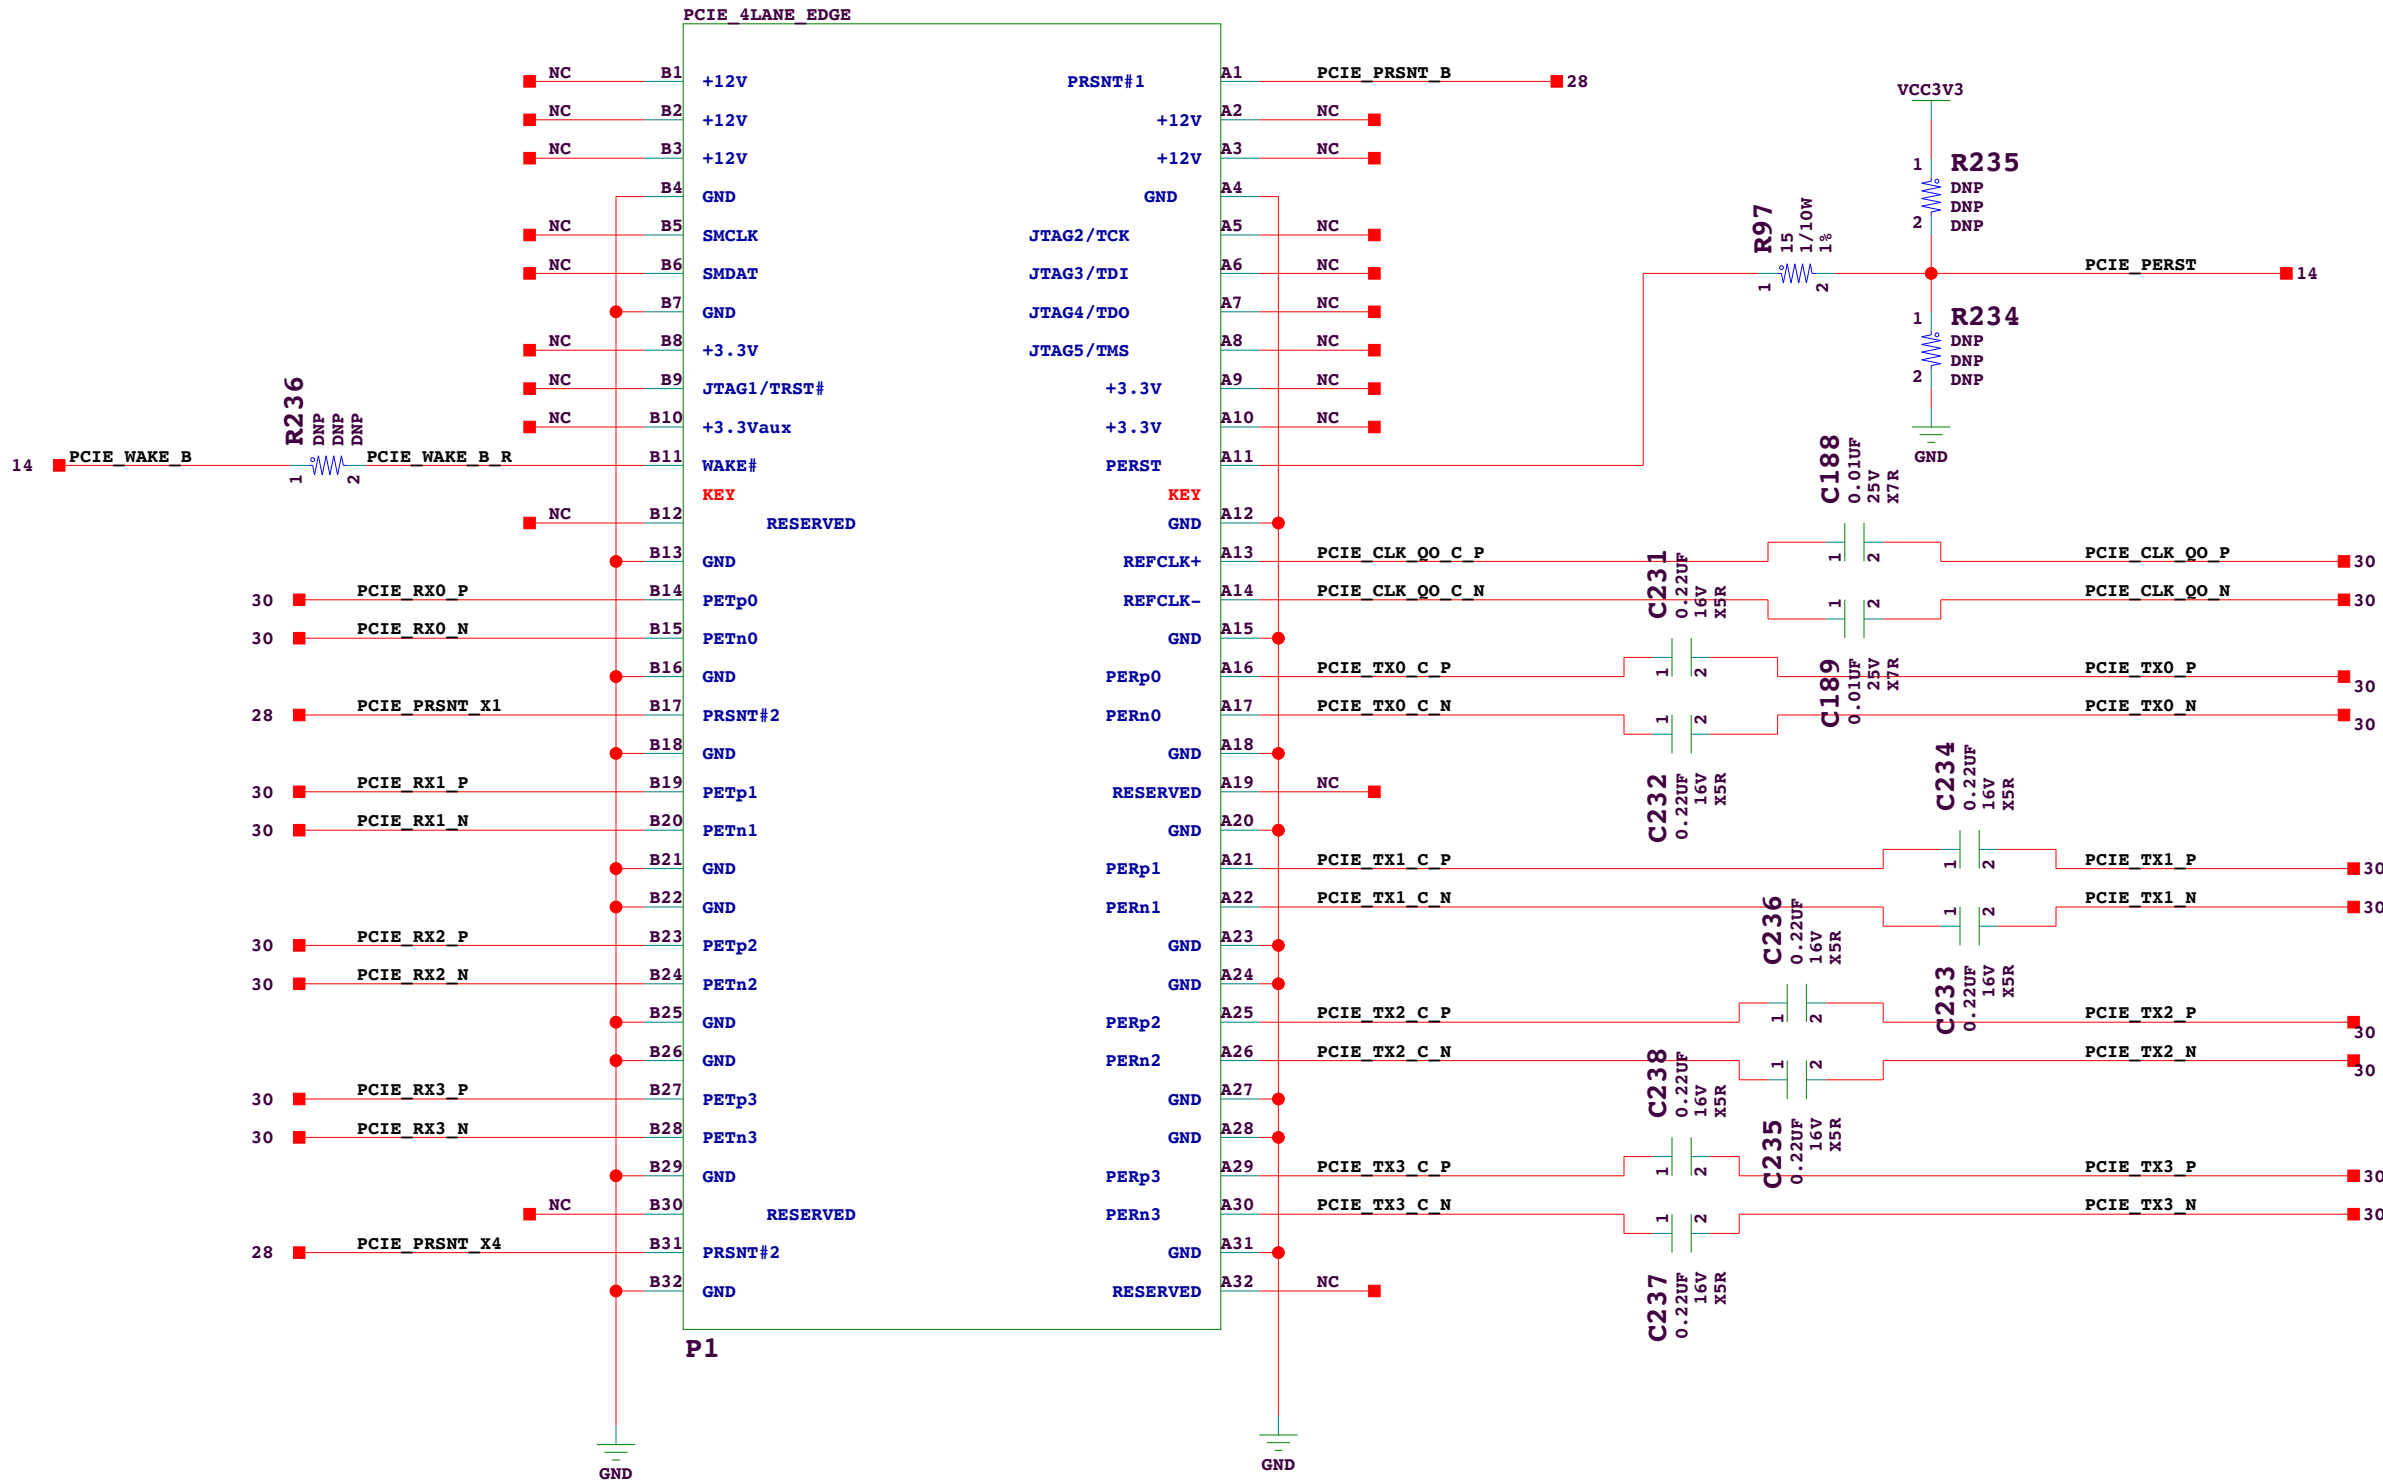 PCIE_4LANE_EDGE
NC B1 +12V PRSNT#1 A1 PCIE_PRSNT_B 28
NC B2 +12V +12V A2 NC
NC B3 +12V +12V A3 NC
B4 GND GND A4
NC B5 SMCLK JTAG2/TCK A5 NC
NC B6 SMDAT JTAG3/TDI A6 NC
B7 GND JTAG4/TDO A7 NC
NC B8 +3.3V JTAG5/TMS A8 NC
NC B9 JTAG1/TRST# +3.3V A9 NC
NC B10 +3.3Vaux +3.3V A10 NC
14 PCIE_WAKE_B PCIE_WAKE_B_R B11 WAKE# PERST A11
KEY KEY
NC B12 RESERVED GND A12
B13 GND REFCLK+ A13 PCIE_CLK_QO_C_P PCIE_CLK_QO_P 30
30 PCIE_RX0_P B14 PETp0 REFCLK- A14 PCIE_CLK_QO_C_N PCIE_CLK_QO_N 30
30 PCIE_RX0_N B15 PETn0 GND A15
B16 GND PERp0 A16 PCIE_TX0_C_P PCIE_TX0_P 30
28 PCIE_PRSNT_X1 B17 PRSNT#2 PERn0 A17 PCIE_TX0_C_N PCIE_TX0_N 30
B18 GND GND A18
30 PCIE_RX1_P B19 PETp1 RESERVED A19 NC
30 PCIE_RX1_N B20 PETn1 GND A20
B21 GND PERp1 A21 PCIE_TX1_C_P PCIE_TX1_P 30
B22 GND PERn1 A22 PCIE_TX1_C_N PCIE_TX1_N 30
30 PCIE_RX2_P B23 PETp2 GND A23
30 PCIE_RX2_N B24 PETn2 GND A24
B25 GND PERp2 A25 PCIE_TX2_C_P PCIE_TX2_P 30
B26 GND PERn2 A26 PCIE_TX2_C_N PCIE_TX2_N 30
30 PCIE_RX3_P B27 PETp3 GND A27
30 PCIE_RX3_N B28 PETn3 GND A28
B29 GND PERp3 A29 PCIE_TX3_C_P PCIE_TX3_P 30
NC B30 RESERVED PERn3 A30 PCIE_TX3_C_N PCIE_TX3_N 30
28 PCIE_PRSNT_X4 B31 PRSNT#2 GND A31
B32 GND RESERVED A32 NC
P1
GND
GND
R236
DNP
DNP
DNP
1 2
VCC3V3
1 R235
DNP
DNP
2 DNP
R97
15
1/10W
1%
1 2
PCIE_PERST 14
1 R234
DNP
DNP
2 DNP
GND
C188
0.01UF
25V
X7R
1 2
1 2
C189
0.01UF
25V
X7R
C231
0.22UF
16V
X5R
1 2
1 2
C232
0.22UF
16V
X5R
C234
0.22UF
16V
X5R
1 2
1 2
C233
0.22UF
16V
X5R
C236
0.22UF
16V
X5R
1 2
1 2
C235
0.22UF
16V
X5R
C238
0.22UF
16V
X5R
1 2
1 2
C237
0.22UF
16V
X5R